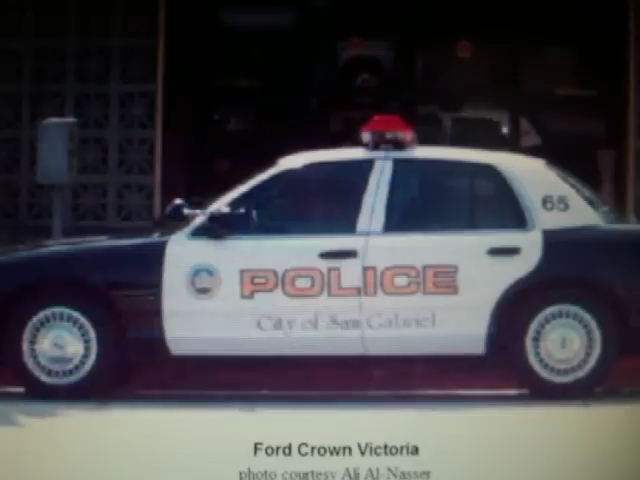 65
POLICE
City of San Gabriel
Ford Crown Victoria
photo courtesy Ali Al-Nasser